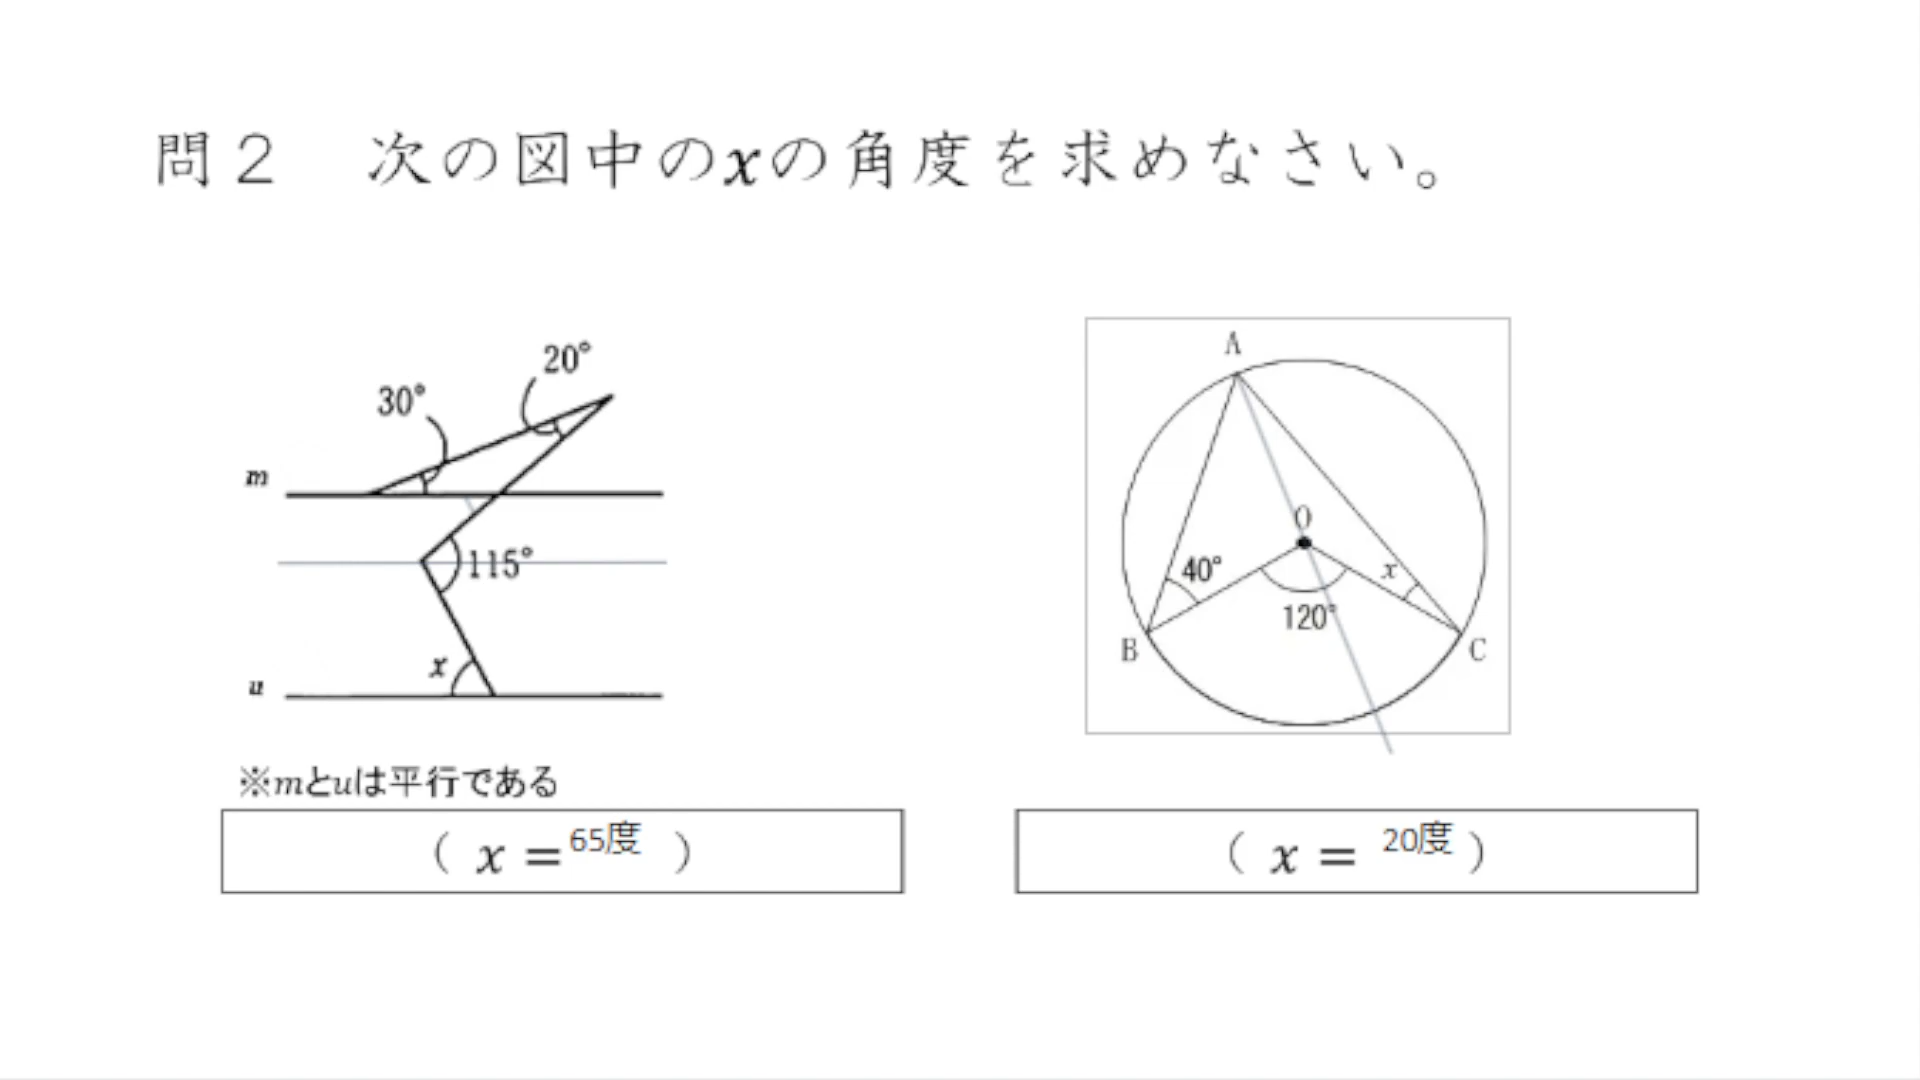 問２　次の図中のxの角度を求めなさい。
20°
30°
m
115°
x
u
※mとuは平行である
( x = 65度 )
A
O
40°
x
120°
B
C
( x = 20度 )